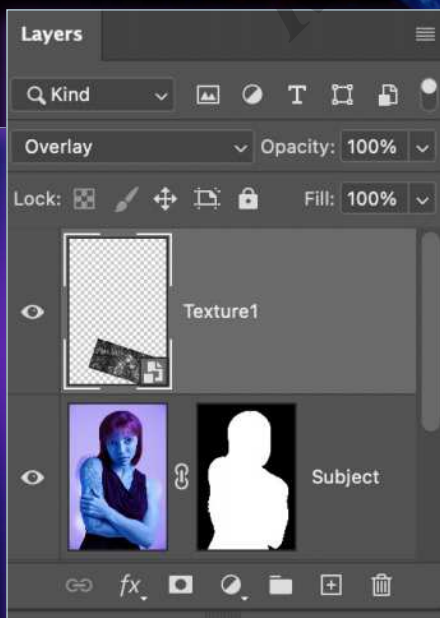 Layers
Kind
Overlay Opacity: 100%
Lock: Fill: 100%
Texture1
Subject
fx